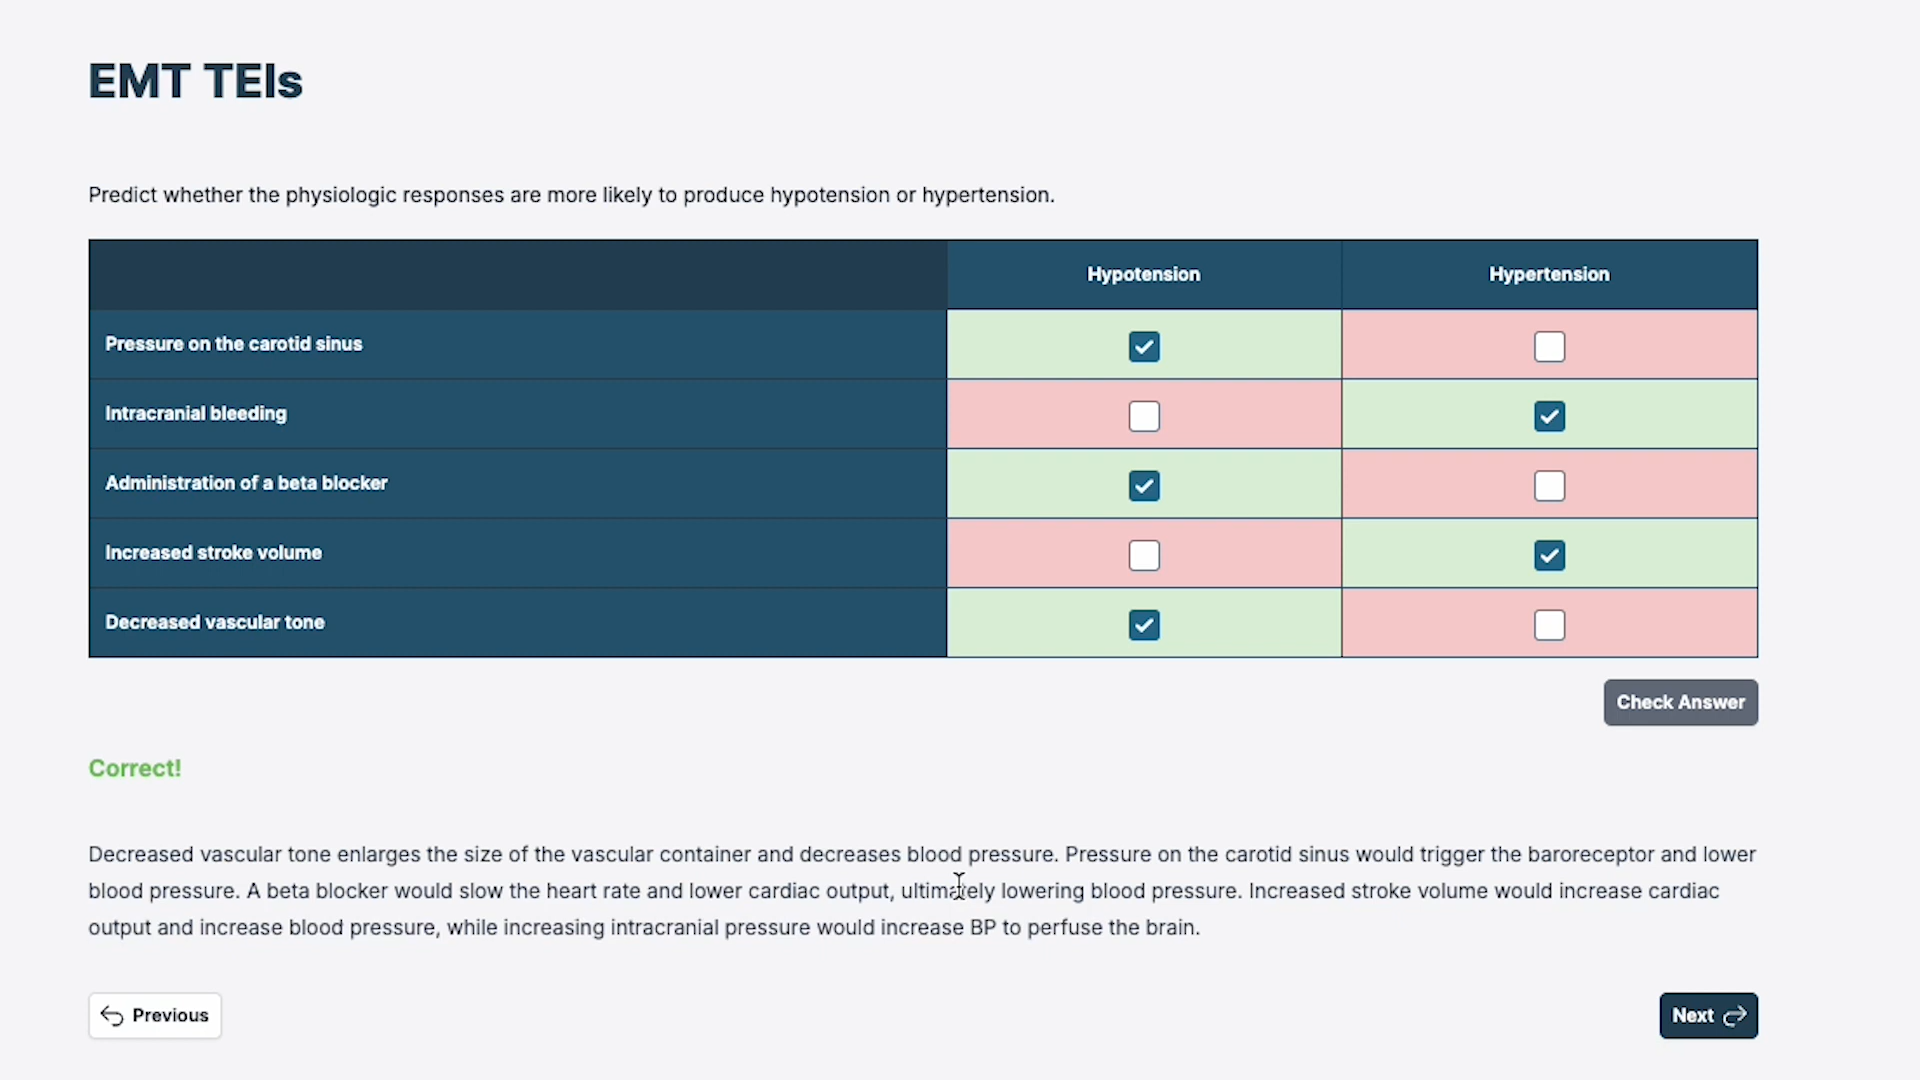 EMT TEIs
Predict whether the physiologic responses are more likely to produce hypotension or hypertension.
Hypotension
Hypertension
Pressure on the carotid sinus
Intracranial bleeding
Administration of a beta blocker
Increased stroke volume
Decreased vascular tone
Check Answer
Correct!
Decreased vascular tone enlarges the size of the vascular container and decreases blood pressure. Pressure on the carotid sinus would trigger the baroreceptor and lower
blood pressure. A beta blocker would slow the heart rate and lower cardiac output, ultimately lowering blood pressure. Increased stroke volume would increase cardiac
output and increase blood pressure, while increasing intracranial pressure would increase BP to perfuse the brain.
Previous
Next